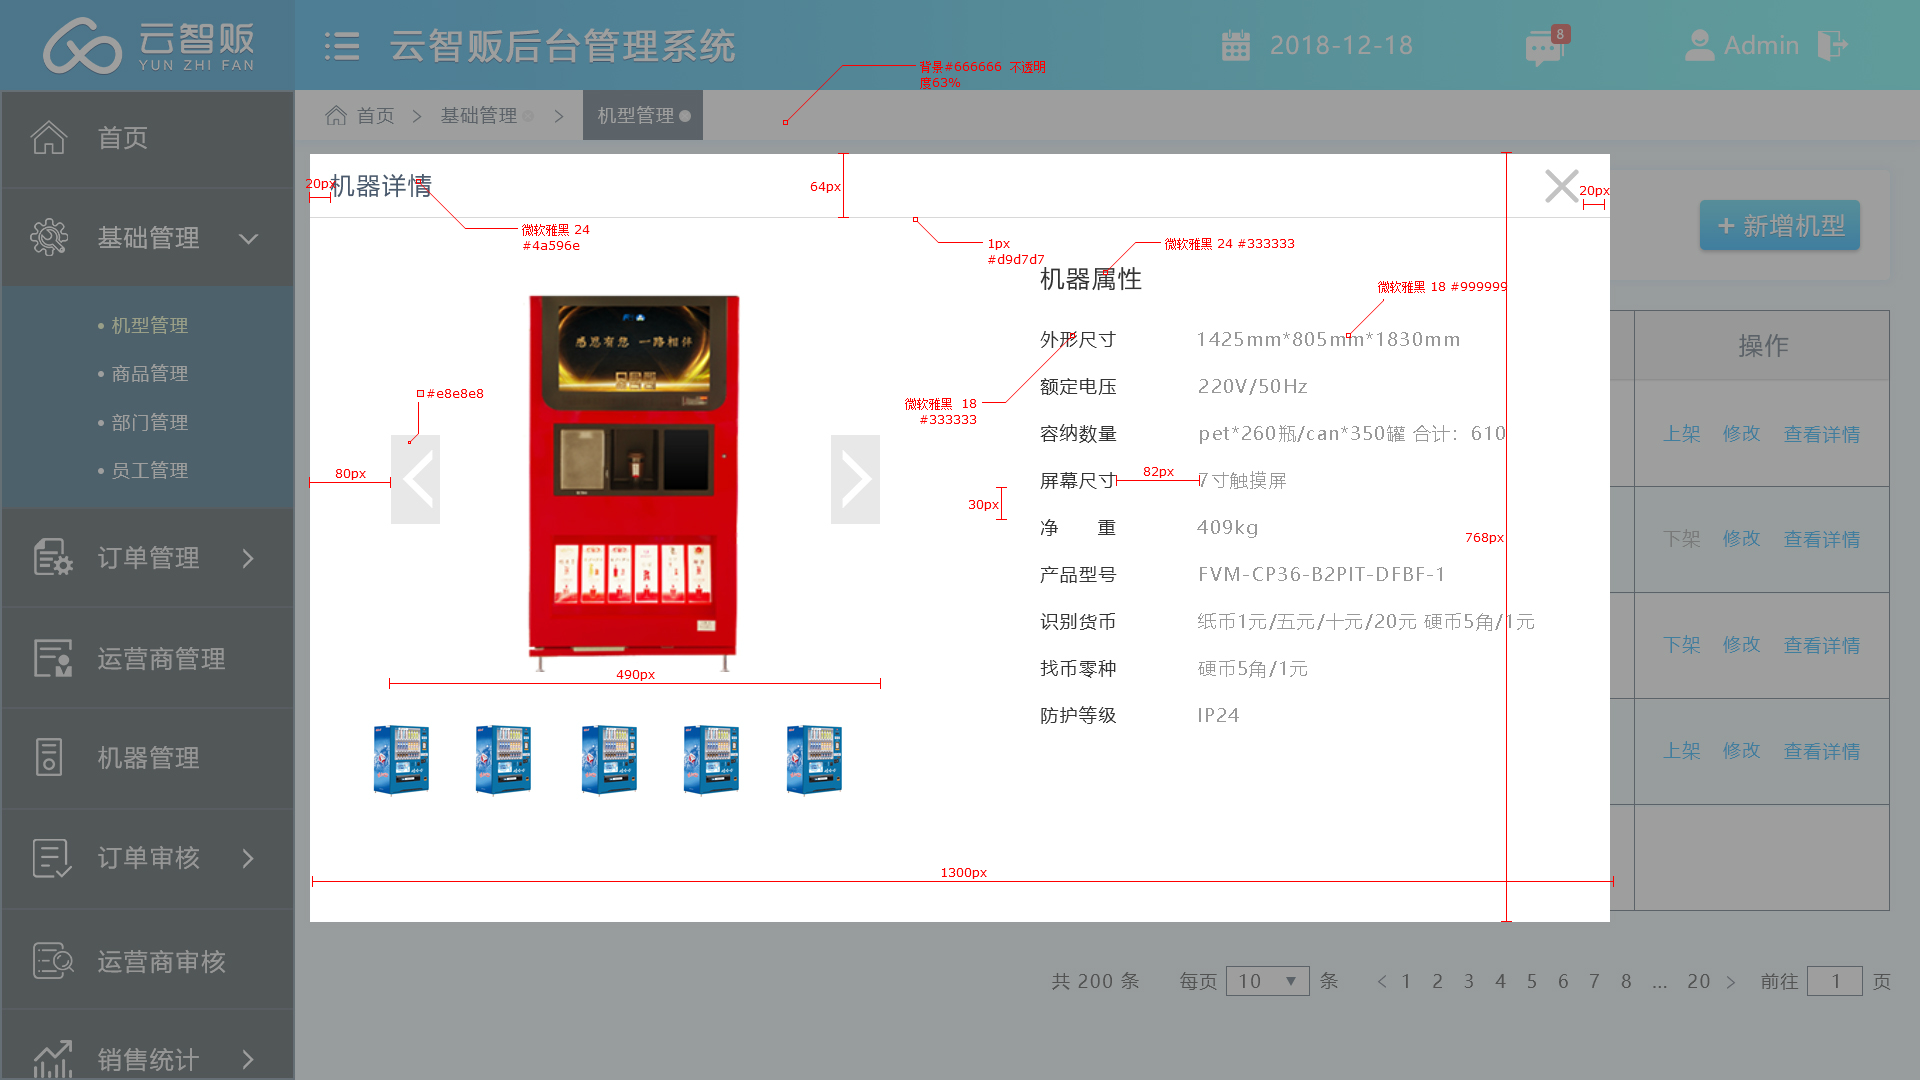 云智贩
YUN ZHI FAN
云智贩后台管理系统
2018-12-18
8
Admin
背景#666666 不透明
度63%
首页
基础管理
机型管理
商品管理
部门管理
员工管理
订单管理
运营商管理
机器管理
订单审核
运营商审核
销售统计
首页 > 基础管理 > 机型管理
20px
机器详情
64px
20px
微软雅黑 24
#4a596e
1px
#d9d7d7
微软雅黑 24 #333333
+ 新增机型
机器属性
微软雅黑 18 #999999
感恩有您 一路相伴
外形尺寸 1425mm*805mm*1830mm
额定电压 220V/50Hz
#e8e8e8
微软雅黑 18
#333333
容纳数量 pet*260瓶/can*350罐 合计：610
80px
屏幕尺寸 82px 7寸触摸屏
30px
净 重 409kg
768px
产品型号 FVM-CP36-B2PIT-DFBF-1
识别货币 纸币1元/五元/十元/20元 硬币5角/1元
找币零种 硬币5角/1元
490px
防护等级 IP24
1300px
操作
上架 修改 查看详情
下架 修改 查看详情
下架 修改 查看详情
上架 修改 查看详情
共 200 条 每页 10 ▼ 条 < 1 2 3 4 5 6 7 8 ... 20 > 前往 1 页